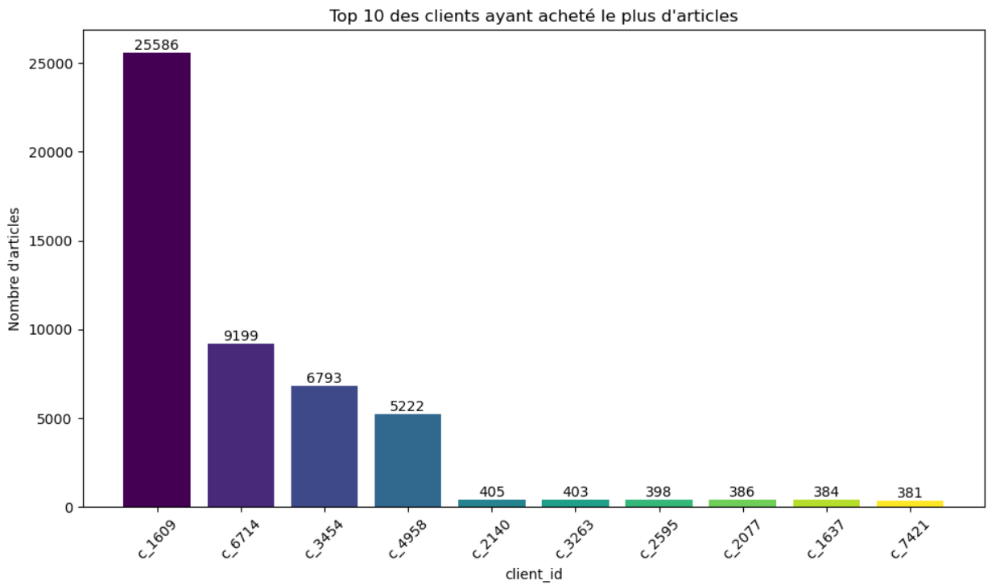 Top 10 des clients ayant acheté le plus d'articles
Nombre d'articles
25000
20000
15000
10000
5000
0
25586
9199
6793
5222
405
403
398
386
384
381
c_1609
c_6714
c_3454
c_4958
c_2140
c_3263
c_2595
c_2077
c_1637
c_7421
client_id